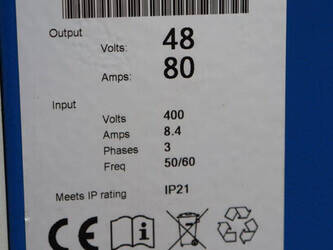 Output
Volts: 48
Amps: 80
Input
Volts 400
Amps 8.4
Phases 3
Freq 50/60
Meets IP rating IP21
CE i